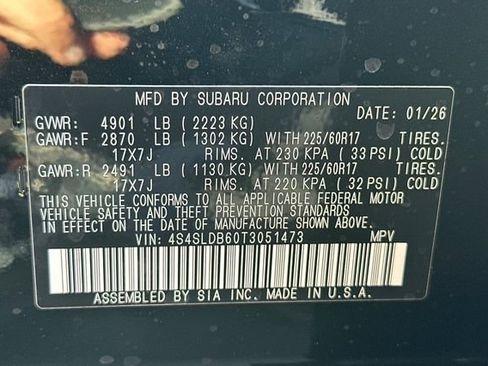 MFD BY SUBARU CORPORATION
GVWR: 4901 LB ( 2223 KG) DATE: 01/26
GAWR:F 2870 LB ( 1302 KG) WITH 225/60R17 TIRES.
17X7J RIMS. AT 230 KPA ( 33 PSI) COLD
GAWR:R 2491 LB ( 1130 KG) WITH 225/60R17 TIRES.
17X7J RIMS. AT 220 KPA ( 32 PSI) COLD
THIS VEHICLE CONFORMS TO ALL APPLICABLE FEDERAL MOTOR
VEHICLE SAFETY AND THEFT PREVENTION STANDARDS
IN EFFECT ON THE DATE OF MANUFACTURE SHOWN ABOVE.
VIN: 4S4SLDB60T3051473 MPV
ASSEMBLED BY SIA INC. MADE IN U.S.A.